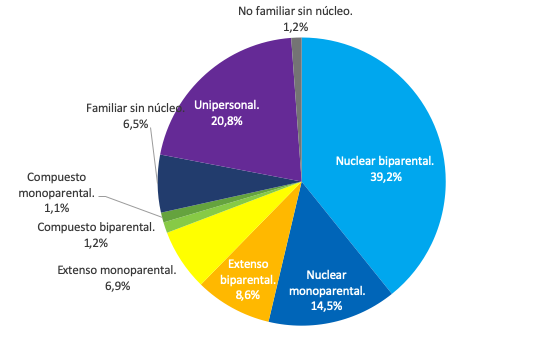 No familiar sin núcleo.
1,2%
Nuclear biparental.
39,2%
Nuclear
monoparental.
14,5%
Extenso
biparental.
8,6%
Extenso monoparental.
6,9%
Compuesto biparental.
1,2%
Compuesto
monoparental.
1,1%
Familiar sin núcleo
6,5%
Unipersonal.
20,8%